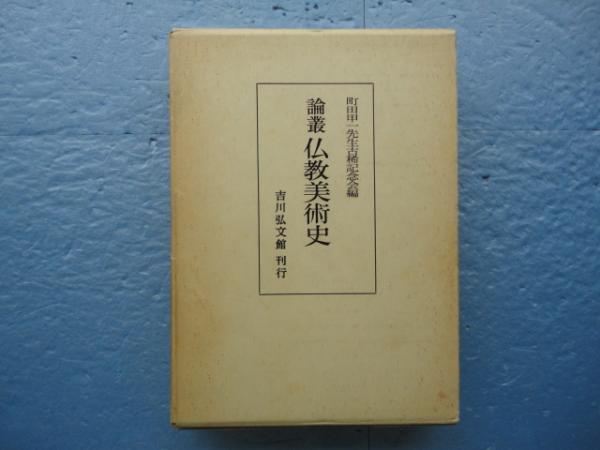 町田甲一先生古稀記念会編
論叢 仏教美術史
吉川弘文館 刊行